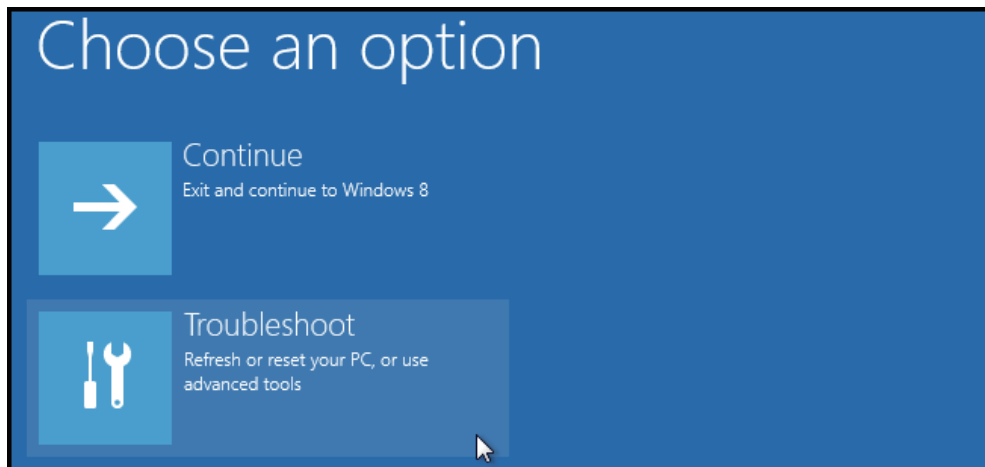 Choose an option
Continue
Exit and continue to Windows 8
Troubleshoot
Refresh or reset your PC, or use
advanced tools